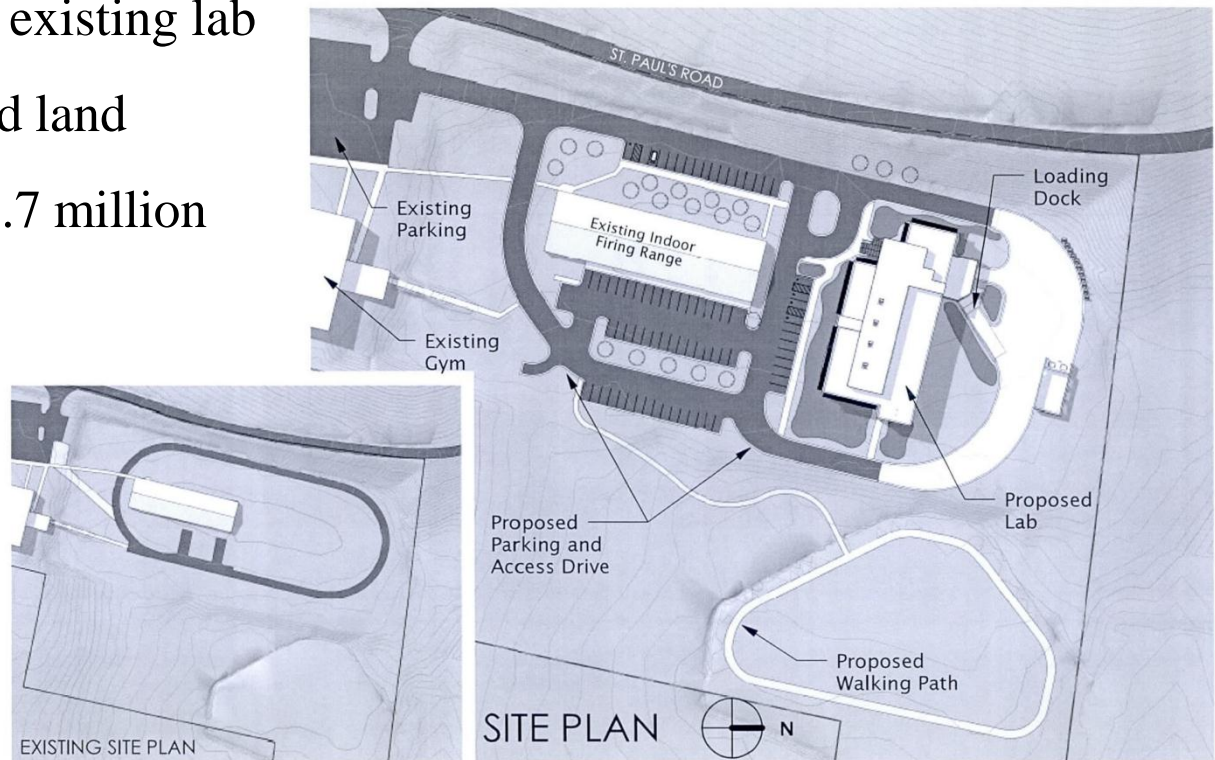 existing lab
d land
.7 million
ST. PAUL'S ROAD
Loading
Dock
Existing
Parking
Existing Indoor
Firing Range
Existing
Gym
Proposed
Lab
Proposed
Parking and
Access Drive
Proposed
Walking Path
SITE PLAN
N
EXISTING SITE PLAN